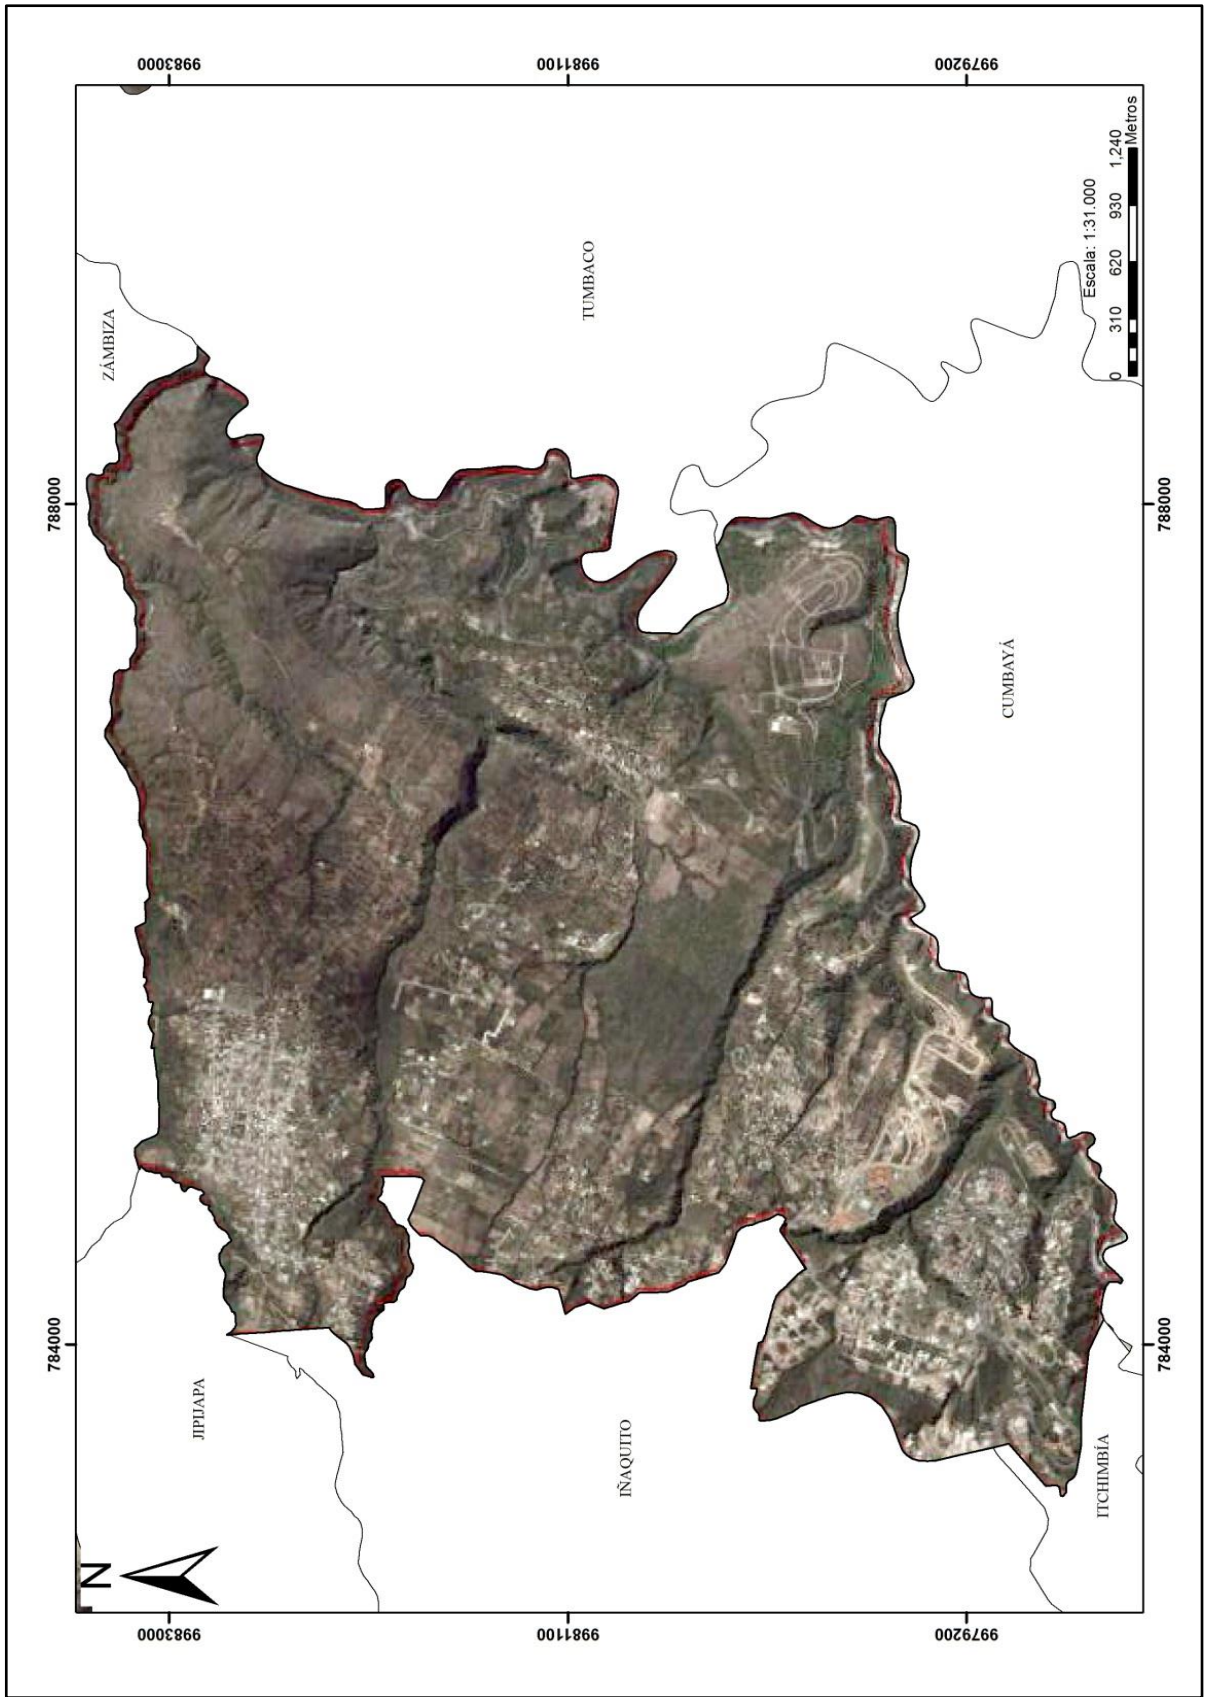 784000
788000
N
ZÁMBIZA
9983000
9983000
JIPIJAPA
9981100
9981100
TUMBACO
IÑAQUITO
9979200
9979200
CUMBAYÁ
ITCHIMBÍA
Escala: 1:31.000
0 310 620 930 1,240
Metros
784000
788000